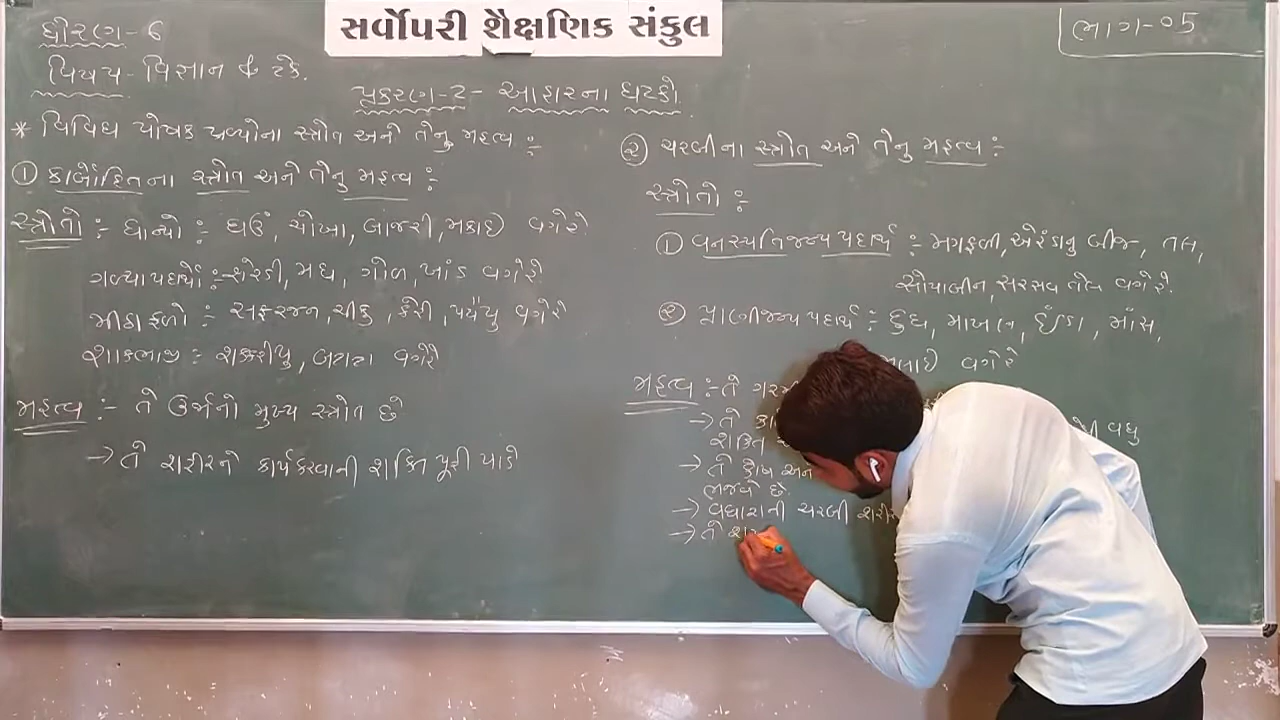 સર્વોપરી શૈક્ષણિક સંકુલ
ધોરણ-6
વિષય-વિજ્ઞાન & ટેક.
ભાગ-05
પ્રકરણ-2- આહારના ઘટકો.
* વિવિધ પોષક દ્રવ્યોના સ્ત્રોત અને તેનુ મહત્વ :-
① કાર્બોહિતના સ્ત્રોત અને તેનુ મહત્વ :-
સ્ત્રોતો :- ધાન્યો :- ઘઉં, ચોખા, બાજરી, મકાઈ વગેરે
ગળ્યા પદાર્થો :- શેરડી, મધ, ગોળ, ખાંડ વગેરે
મીઠા ફળો :- સફરજન, ચીકુ, કેરી, પપૈયુ વગેરે
શાકભાજી :- શક્કરીયુ, બટાટા વગેરે
મહત્વ :- તે ઉર્જાનો મુખ્ય સ્ત્રોત છે
→ તે શરીરને કાર્ય કરવાની શક્તિ પૂરી પાડે
② ચરબીના સ્ત્રોત અને તેનુ મહત્વ :-
સ્ત્રોતો :-
① વનસ્પતિજન્ય પદાર્થ :- મગફળી, એરંડાનુ બીજ, તલ,
સોયાબીન, સરસવ તેલ વગેરે.
② પ્રાણીજન્ય પદાર્થ :- દુધ, માખણ, ઈંડા, માઁસ,
મલાઈ વગેરે
મહત્વ :- તે
→ તે વધુ
શક્તિ
→ તે કોષ અને
ભજવે છે.
→ વધારાની ચરબી
→ તે